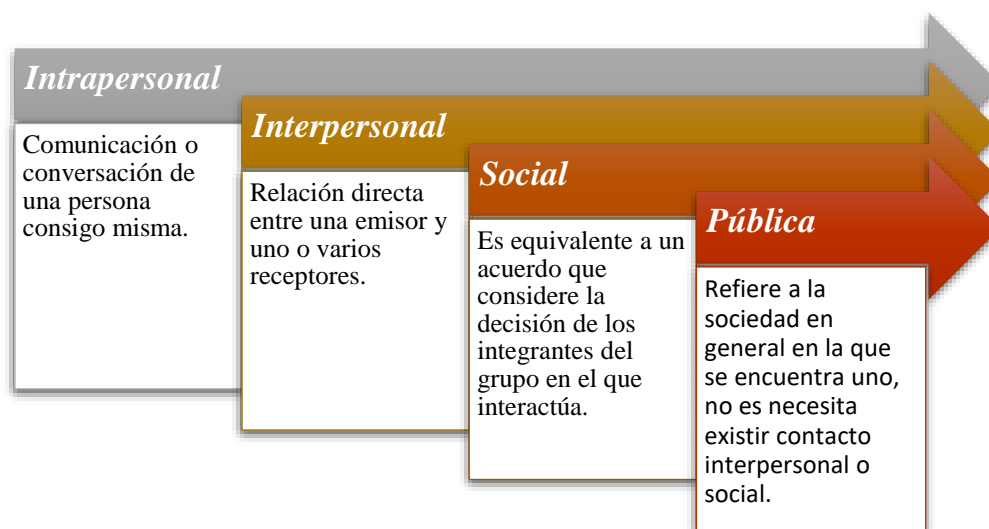 Intrapersonal
Comunicación o
conversación de
una persona
consigo misma.
Interpersonal
Relación directa
entre una emisor y
uno o varios
receptores.
Social
Es equivalente a un
acuerdo que
considere la
decisión de los
integrantes del
grupo en el que
interactúa.
Pública
Refiere a la
sociedad en
general en la que
se encuentra uno,
no es necesita
existir contacto
interpersonal o
social.